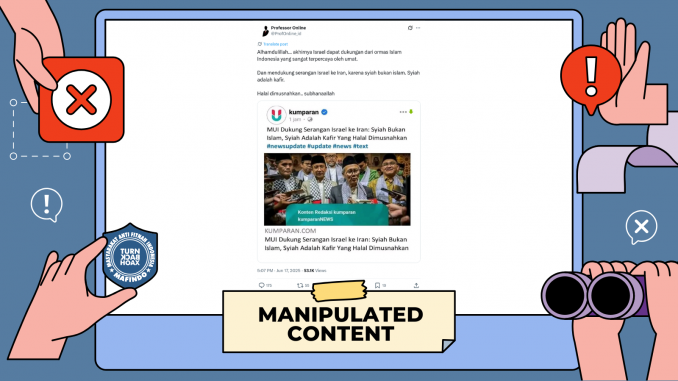 Professor Online
@ProfOnline_id
Translate post
Alhamdulillah... akhirnya Israel dapat dukungan dari ormas Islam
Indonesia yang sangat terpercaya oleh umat.
Dan mendukung serangan Israel ke Iran, karena syiah bukan islam. Syiah
adalah kafir.
Halal dimusnahkan.. subhanaallah
kumparan
1 jam
MUI Dukung Serangan Israel ke Iran: Syiah Bukan
Islam, Syiah Adalah Kafir Yang Halal Dimusnahkan
#newsupdate #update #news #text
Konten Redaksi kumparan
kumparanNEWS
KUMPARAN.COM
MUI Dukung Serangan Israel ke Iran: Syiah Bukan
Islam, Syiah Adalah Kafir Yang Halal Dimusnahkan
5:07 PM · Jun 17, 2025 · 53.1K Views
MASYARAKAT ANTI FITNAH INDONESIA
TURN
BACK
HOAX
MAFINDO
MANIPULATED
CONTENT